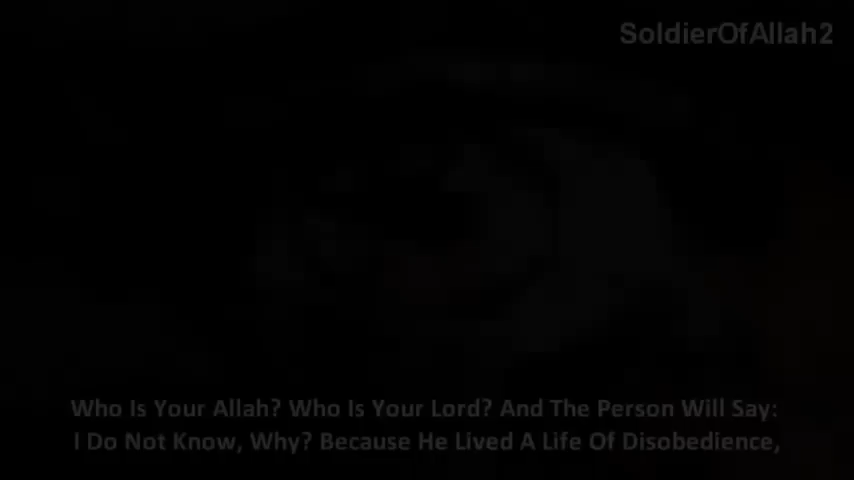 SoldierOfAllah2
Who Is Your Allah? Who Is Your Lord? And The Person Will Say:
I Do Not Know, Why? Because He Lived A Life Of Disobedience,